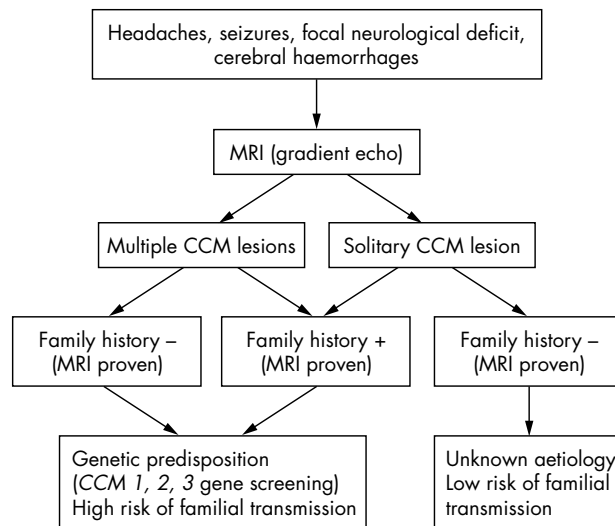 Headaches, seizures, focal neurological deficit,
cerebral haemorrhages
MRI (gradient echo)
Multiple CCM lesions
Solitary CCM lesion
Family history –
(MRI proven)
Family history +
(MRI proven)
Family history –
(MRI proven)
Genetic predisposition
(CCM 1, 2, 3 gene screening)
High risk of familial transmission
Unknown aetiology
Low risk of familial
transmission